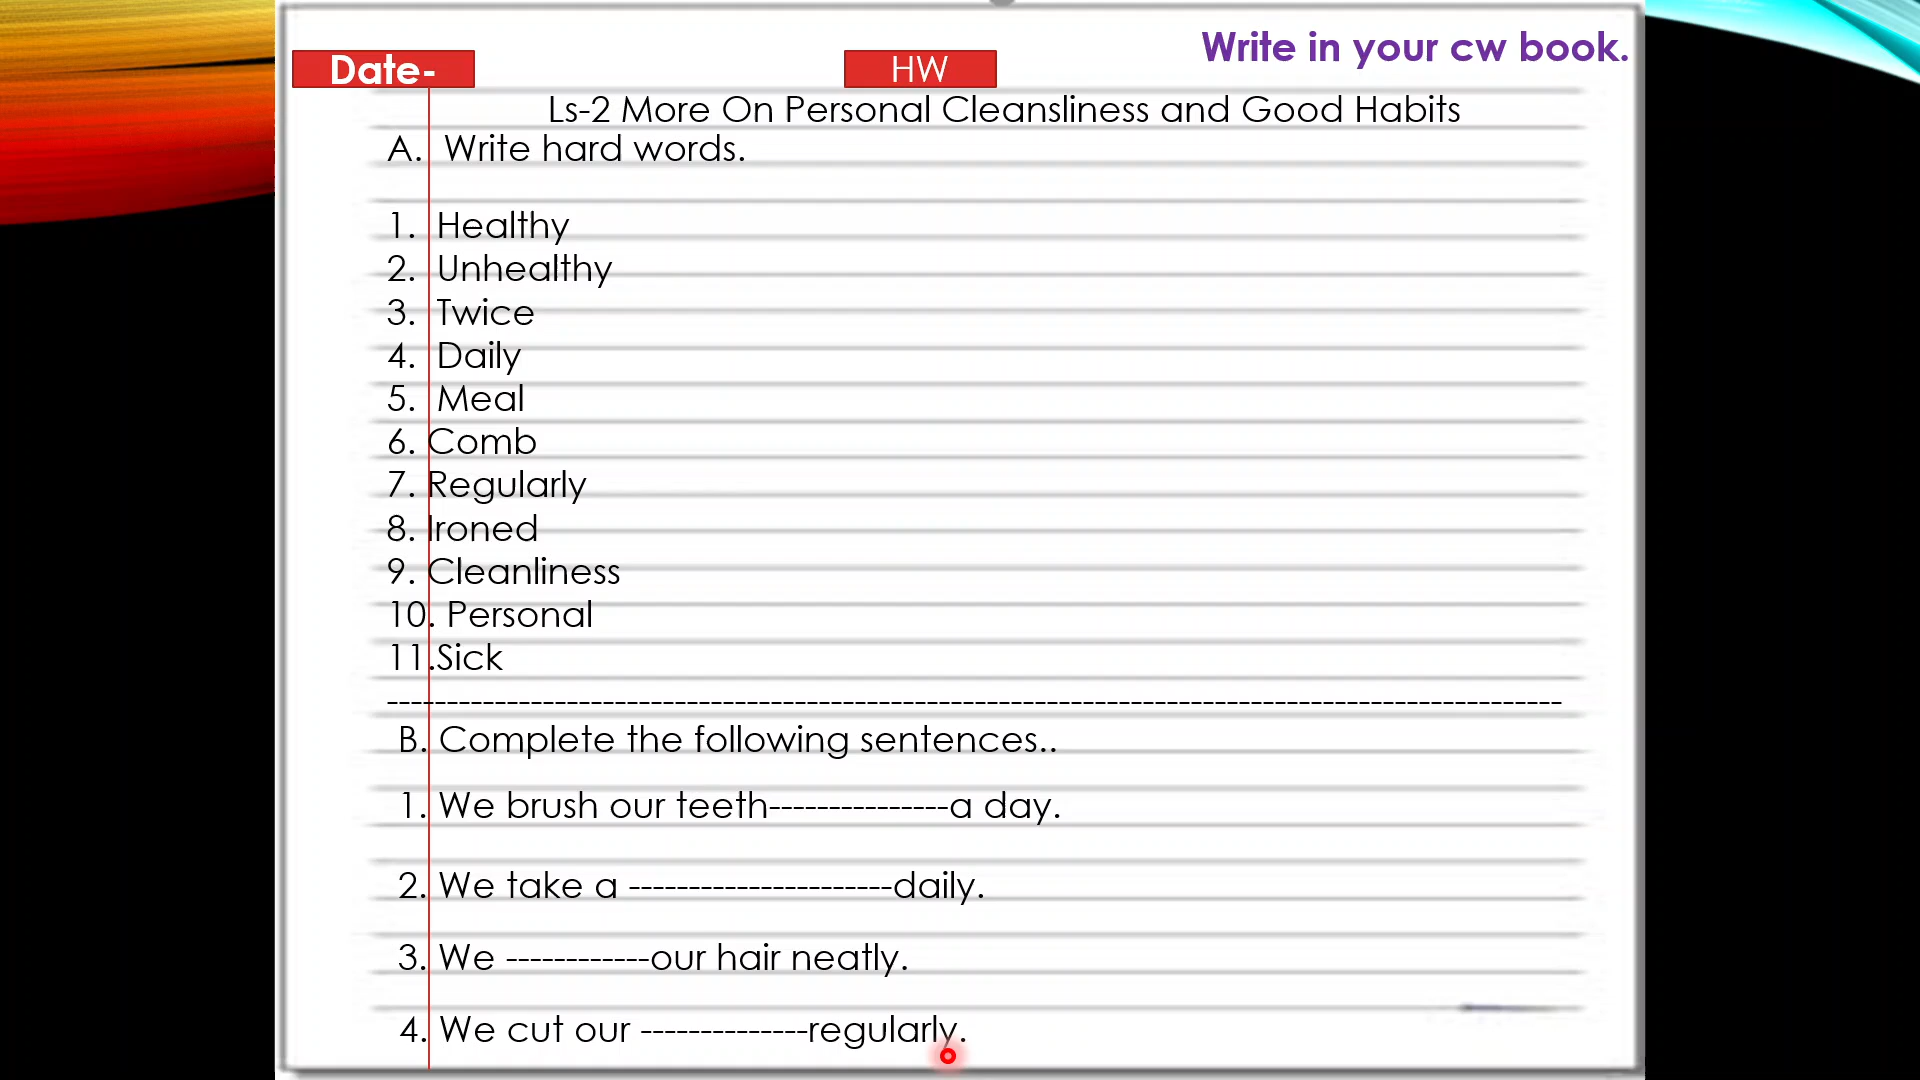 Write in your cw book.
Date-
HW
Ls-2 More On Personal Cleansliness and Good Habits
A. Write hard words.
1. Healthy
2. Unhealthy
3. Twice
4. Daily
5. Meal
6. Comb
7. Regularly
8. Ironed
9. Cleanliness
10. Personal
11.Sick
--------------------------------------------------------------------------------------------------
B. Complete the following sentences..
1. We brush our teeth---------------a day.
2. We take a ----------------------daily.
3. We ------------our hair neatly.
4. We cut our --------------regularly.